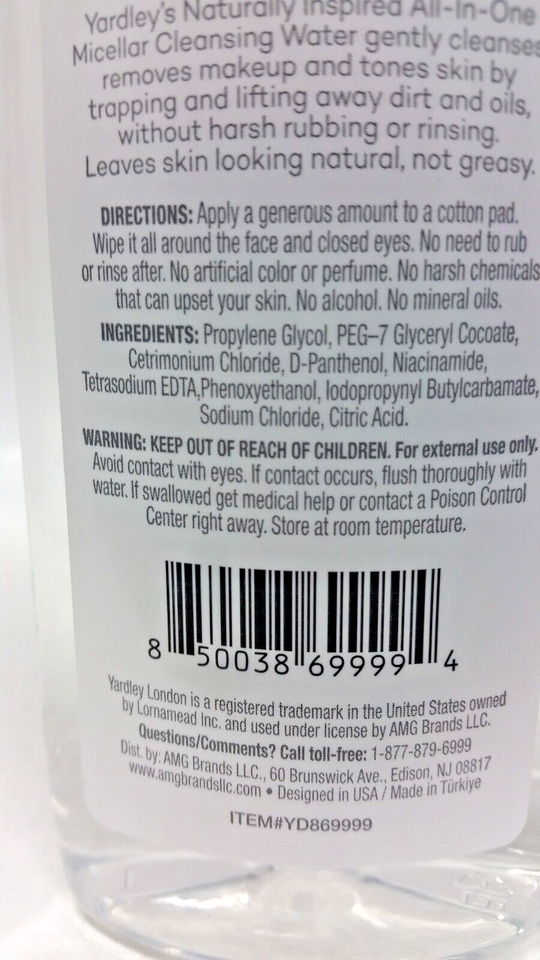 Yardley's Naturally Inspired All-In-One
Micellar Cleansing Water gently cleanses
removes makeup and tones skin by
trapping and lifting away dirt and oils,
without harsh rubbing or rinsing.
Leaves skin looking natural, not greasy.
DIRECTIONS: Apply a generous amount to a cotton pad.
Wipe it all around the face and closed eyes. No need to rub
or rinse after. No artificial color or perfume. No harsh chemicals
that can upset your skin. No alcohol. No mineral oils.
INGREDIENTS: Propylene Glycol, PEG–7 Glyceryl Cocoate,
Cetrimonium Chloride, D-Panthenol, Niacinamide,
Tetrasodium EDTA,Phenoxyethanol, Iodopropynyl Butylcarbamate,
Sodium Chloride, Citric Acid.
WARNING: KEEP OUT OF REACH OF CHILDREN. For external use only.
Avoid contact with eyes. If contact occurs, flush thoroughly with
water. If swallowed get medical help or contact a Poison Control
Center right away. Store at room temperature.
8 50038 69999 4
Yardley London is a registered trademark in the United States owned
by Lornamead Inc. and used under license by AMG Brands LLC.
Questions/Comments? Call toll-free: 1-877-879-6999
Dist. by: AMG Brands LLC., 60 Brunswick Ave., Edison, NJ 08817
www.amgbrandsllc.com • Designed in USA / Made in Türkiye
ITEM#YD869999